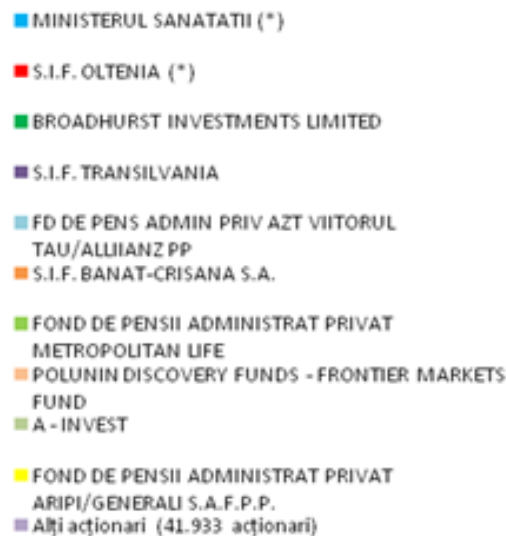 MINISTERUL SANATATII (*)
S.I.F. OLTENIA (*)
BROADHURST INVESTMENTS LIMITED
S.I.F. TRANSILVANIA
FD DE PENS ADMIN PRIV AZT VIITORUL
TAU/ALLIIANZ PP
S.I.F. BANAT-CRISANA S.A.
FOND DE PENSII ADMINISTRAT PRIVAT
METROPOLITAN LIFE
POLUNIN DISCOVERY FUNDS - FRONTIER MARKETS
FUND
A - INVEST
FOND DE PENSII ADMINISTRAT PRIVAT
ARIPI/GENERALI S.A.F.P.P.
Alți acționari (41.933 acționari)